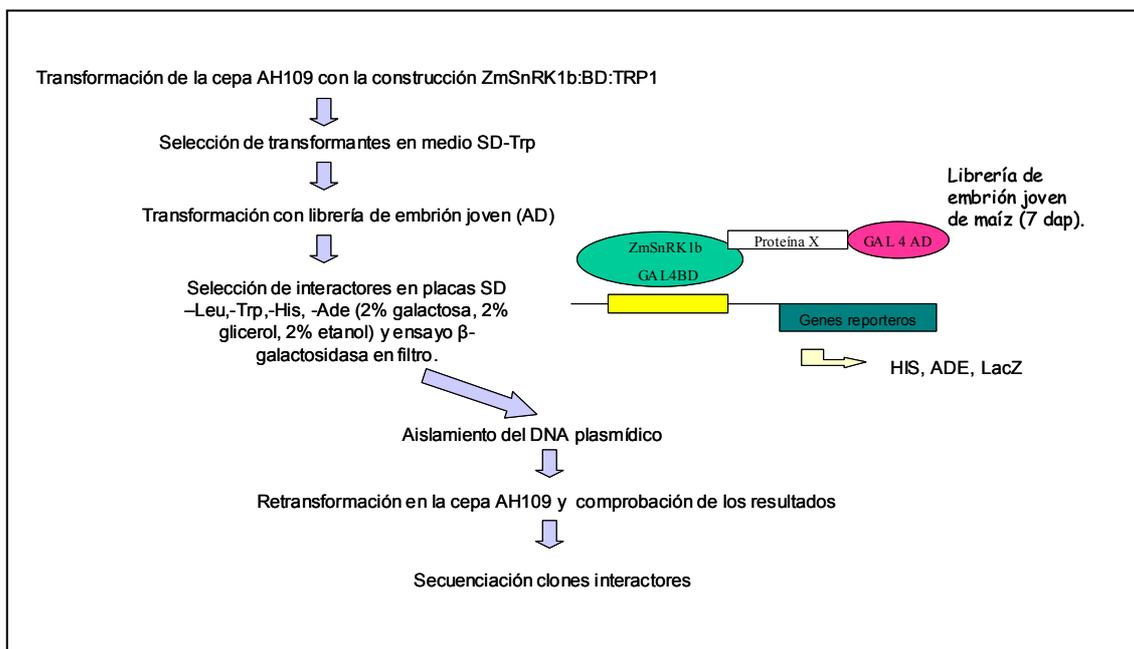 Transformación de la cepa AH109 con la construcción ZmSnRK1b:BD:TRP1
Selección de transformantes en medio SD-Trp
Transformación con librería de embrión joven (AD)
Selección de interactores en placas SD
–Leu,-Trp,-His, -Ade (2% galactosa, 2%
glicerol, 2% etanol) y ensayo β-
galactosidasa en filtro.
Librería de
embrión joven
de maíz (7 dap).
ZmSnRK1b
GAL4BD
Proteína X
GAL 4 AD
Genes reporteros
HIS, ADE, LacZ
Aislamiento del DNA plasmídico
Retransformación en la cepa AH109 y comprobación de los resultados
Secuenciación clones interactores